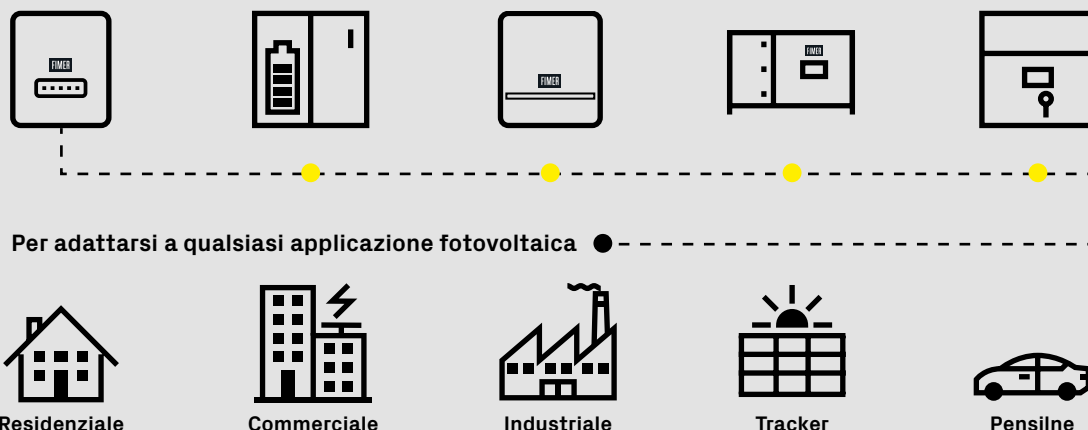 FIMER
FIMER
FIMER
Per adattarsi a qualsiasi applicazione fotovoltaica
Residenziale
Commerciale
Industriale
Tracker
Pensilne